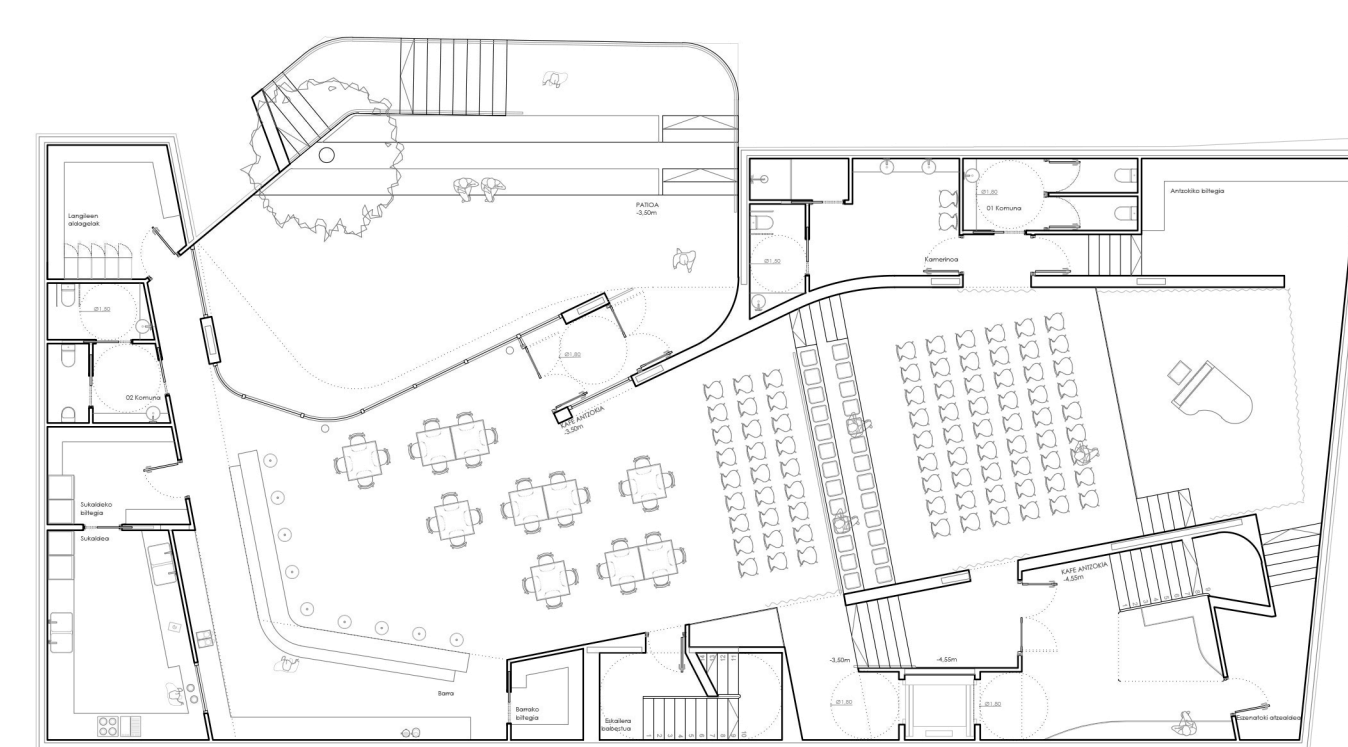 Langileen
aldagelak
PATIOA
-3,50m
Antzokiko biltegia
Ø1,50
01 Komuna
Ø1,50
Kamerinoa
Ø1,50
Ø1,50
02 Komuna
KAFE ANTZOKIA
-3,50m
Sukaldeko
biltegia
Sukaldea
KAFE ANTZOKIA
-4,55m
-3,50m
-4,55m
Barra
Barrako
biltegia
Eskailera
babestua
Ø1,50
Ø1,50
Eszenatoki atzealdea